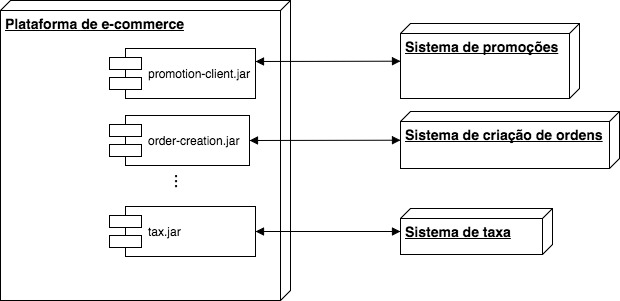 Plataforma de e-commerce
promotion-client.jar
Sistema de promoções
order-creation.jar
Sistema de criação de ordens
tax.jar
Sistema de taxa